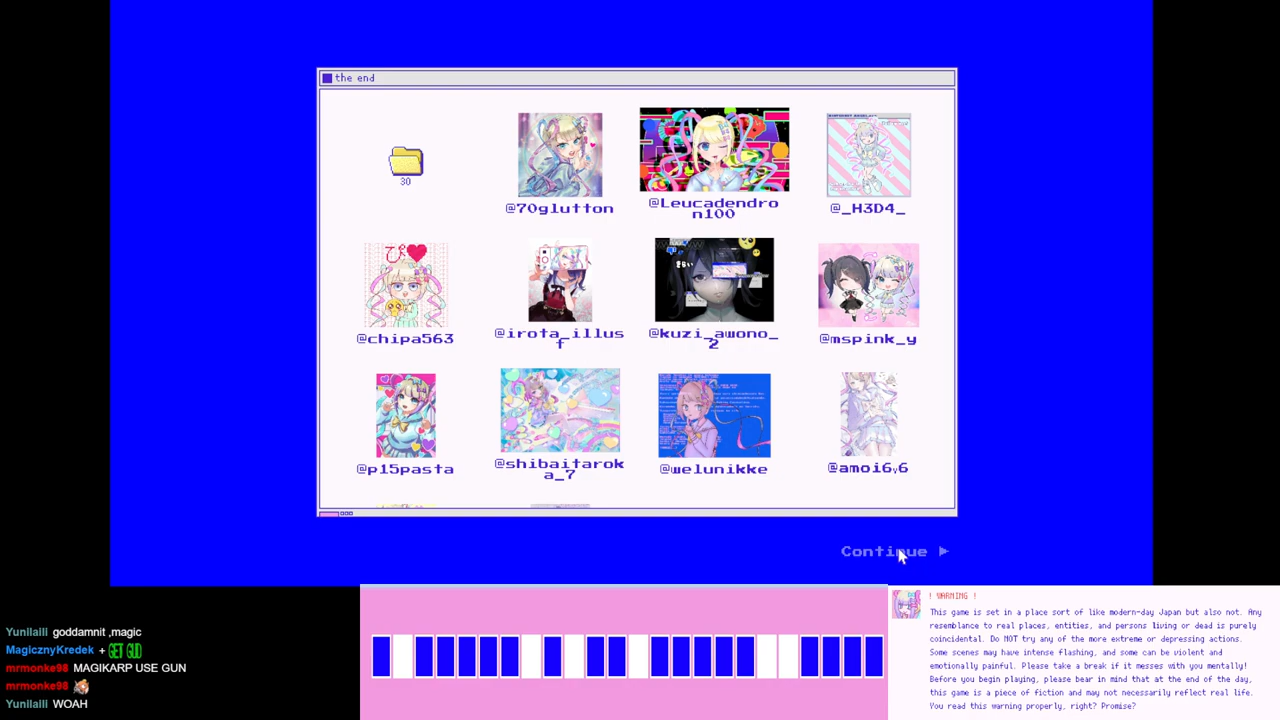 the end
30
@70glutton
@Leucadendro
n100
@_H3D4_
@chipa563
@irota_illus
f
@kuzi_awono_
2
@mspink_y
@p15pasta
@shibaitarok
a_7
@welunikke
@amoi6v6
Continue ►
Yunilaill goddamnit ,magic
MagicznyKredek + GET GUD
mrmonke98 MAGIKARP USE GUN
mrmonke98
Yunilaill WOAH
! WARNING !
This game is set in a place sort of like modern-day Japan but also not. Any
resemblance to real places, entities, and persons living or dead is purely
coincidental. Do NOT try any of the more extreme or depressing actions.
Some scenes may have intense flashing, and some can be violent and
emotionally painful. Please take a break if it messes with you mentally!
Before you begin playing, please bear in mind that at the end of the day,
this game is a piece of fiction and may not necessarily reflect real life.
You read this warning properly, right? Promise?